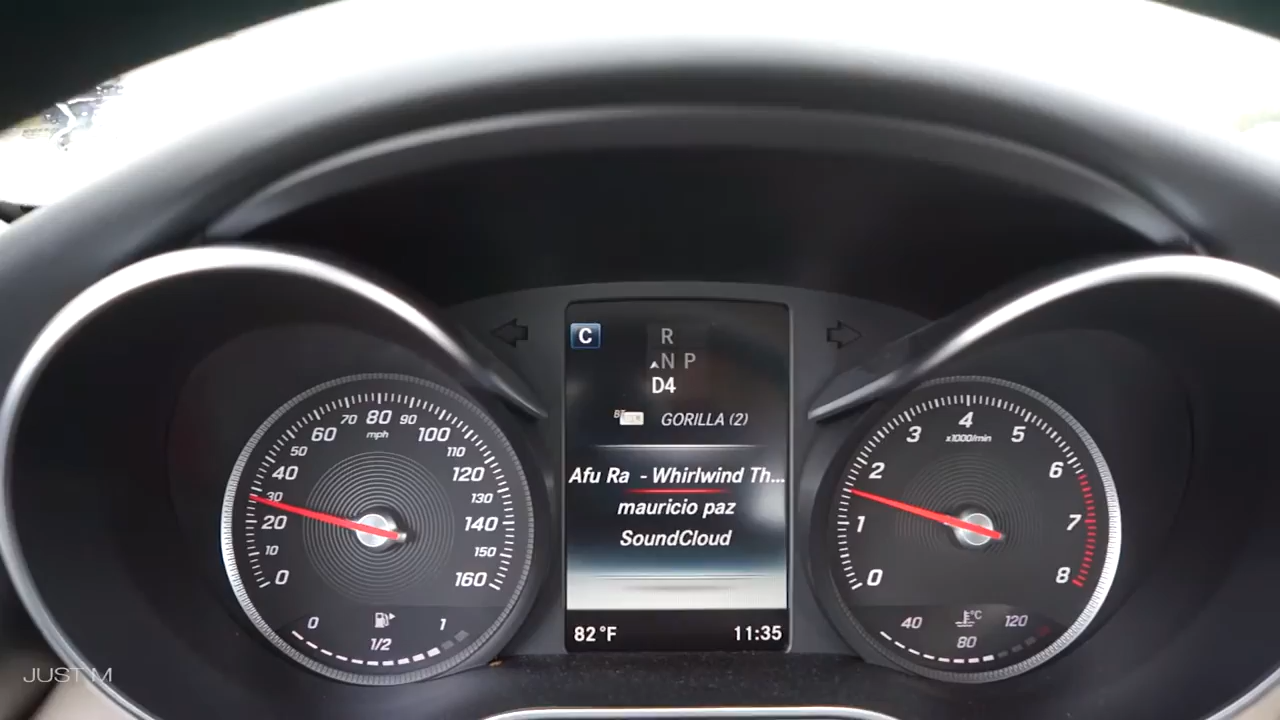 C
R
N P
D4
GORILLA (2)
Afu Ra - Whirlwind Th...
mauricio paz
SoundCloud
82°F 11:35
0
10
20
30
40
50
60
70
80
90
100
110
120
130
140
150
160
mph
0 1/2 1
0
1
2
3
4
5
6
7
8
x1000/min
40 80 120
°C
JUST M